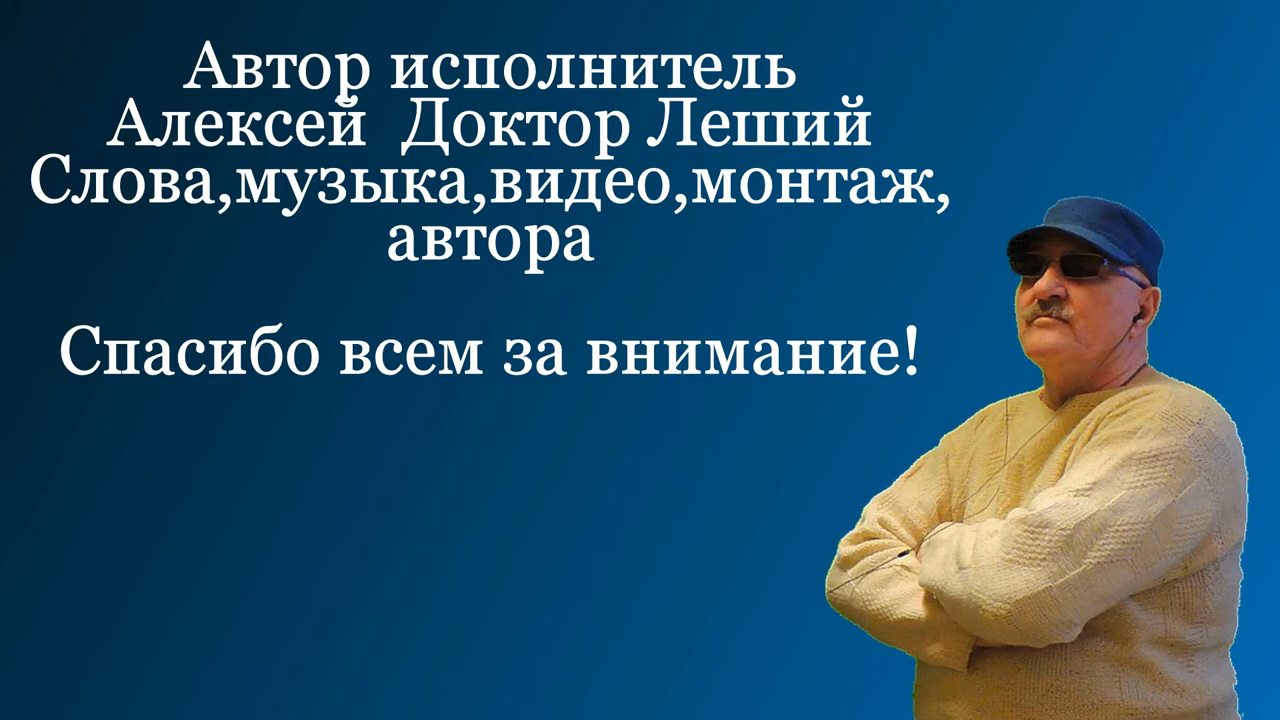 Автор исполнитель
Алексей  Доктор Леший
Слова,музыка,видео,монтаж,
автора
Спасибо всем за внимание!